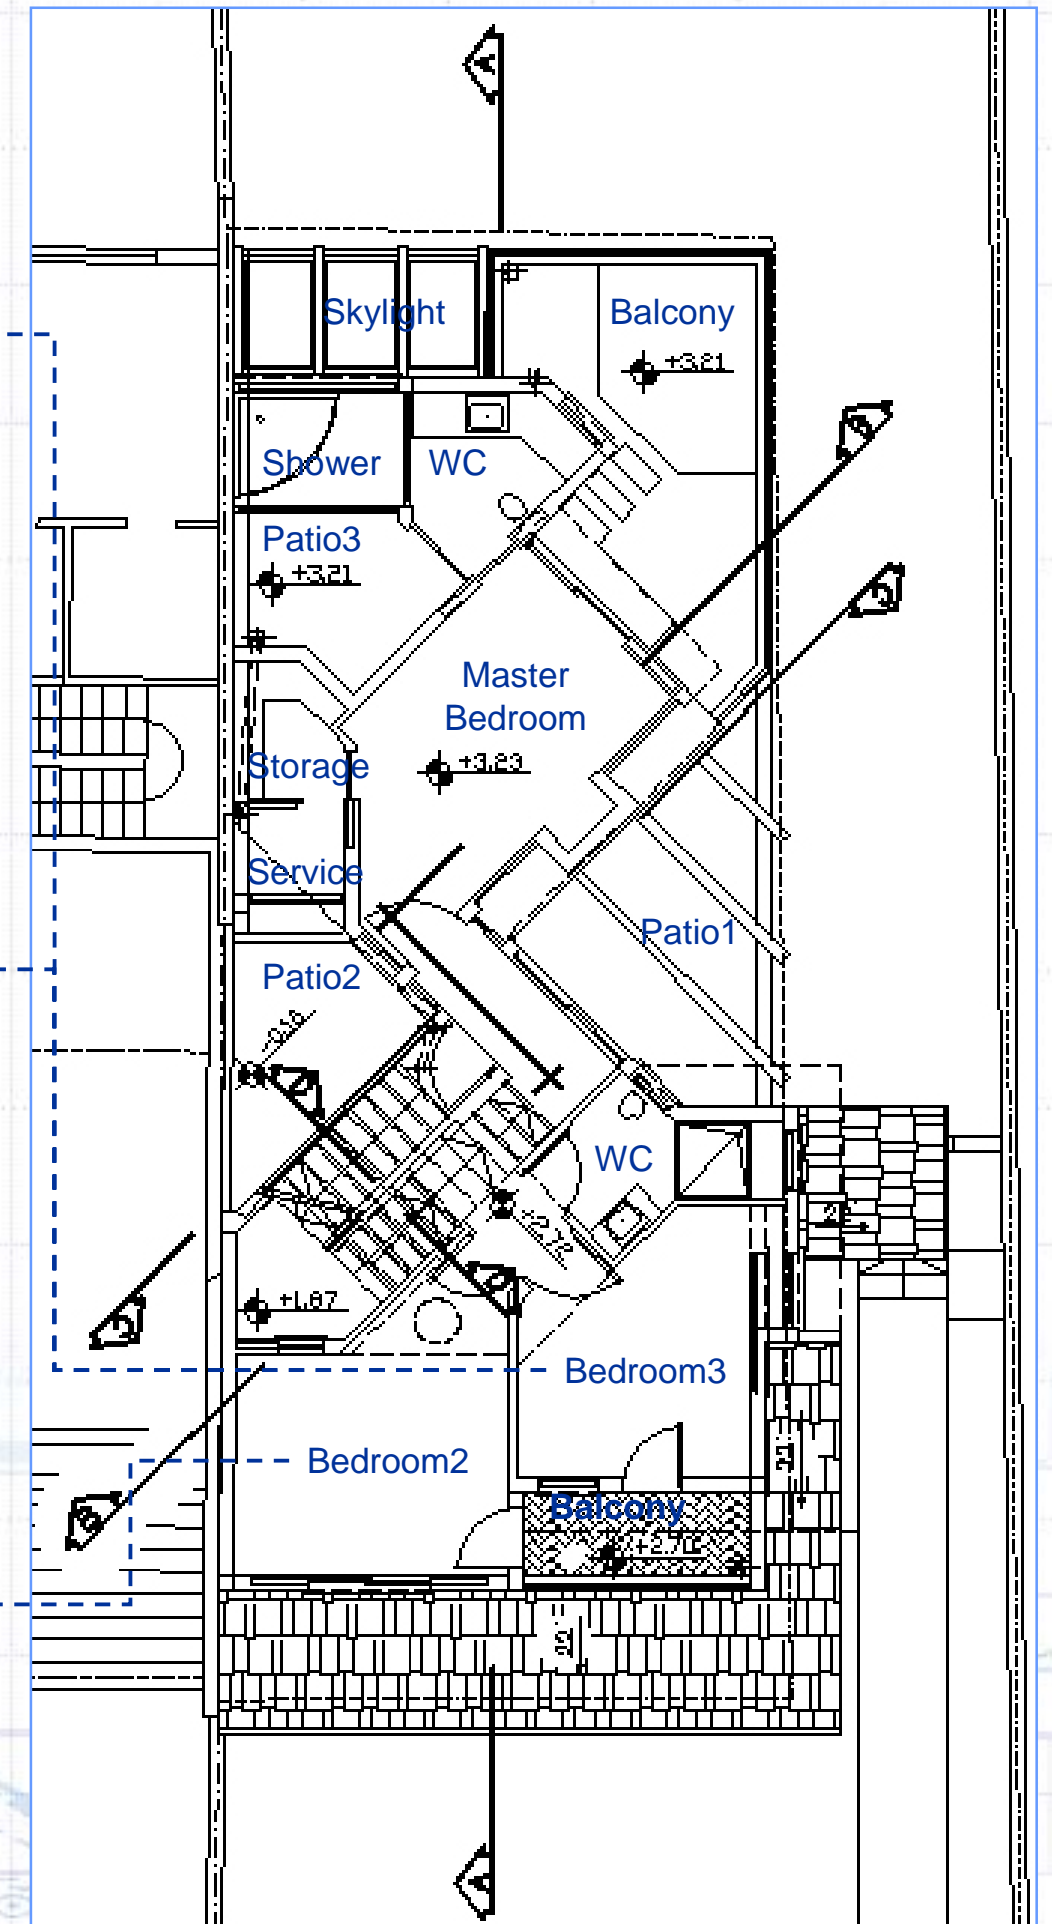 A
Skylight
Balcony
+3,21
B
Shower
WC
Patio3
+3,21
C
Master
Bedroom
+3,23
Storage
Service
Patio1
Patio2
WC
+1,87
C
Bedroom3
Bedroom2
B
Balcony
A